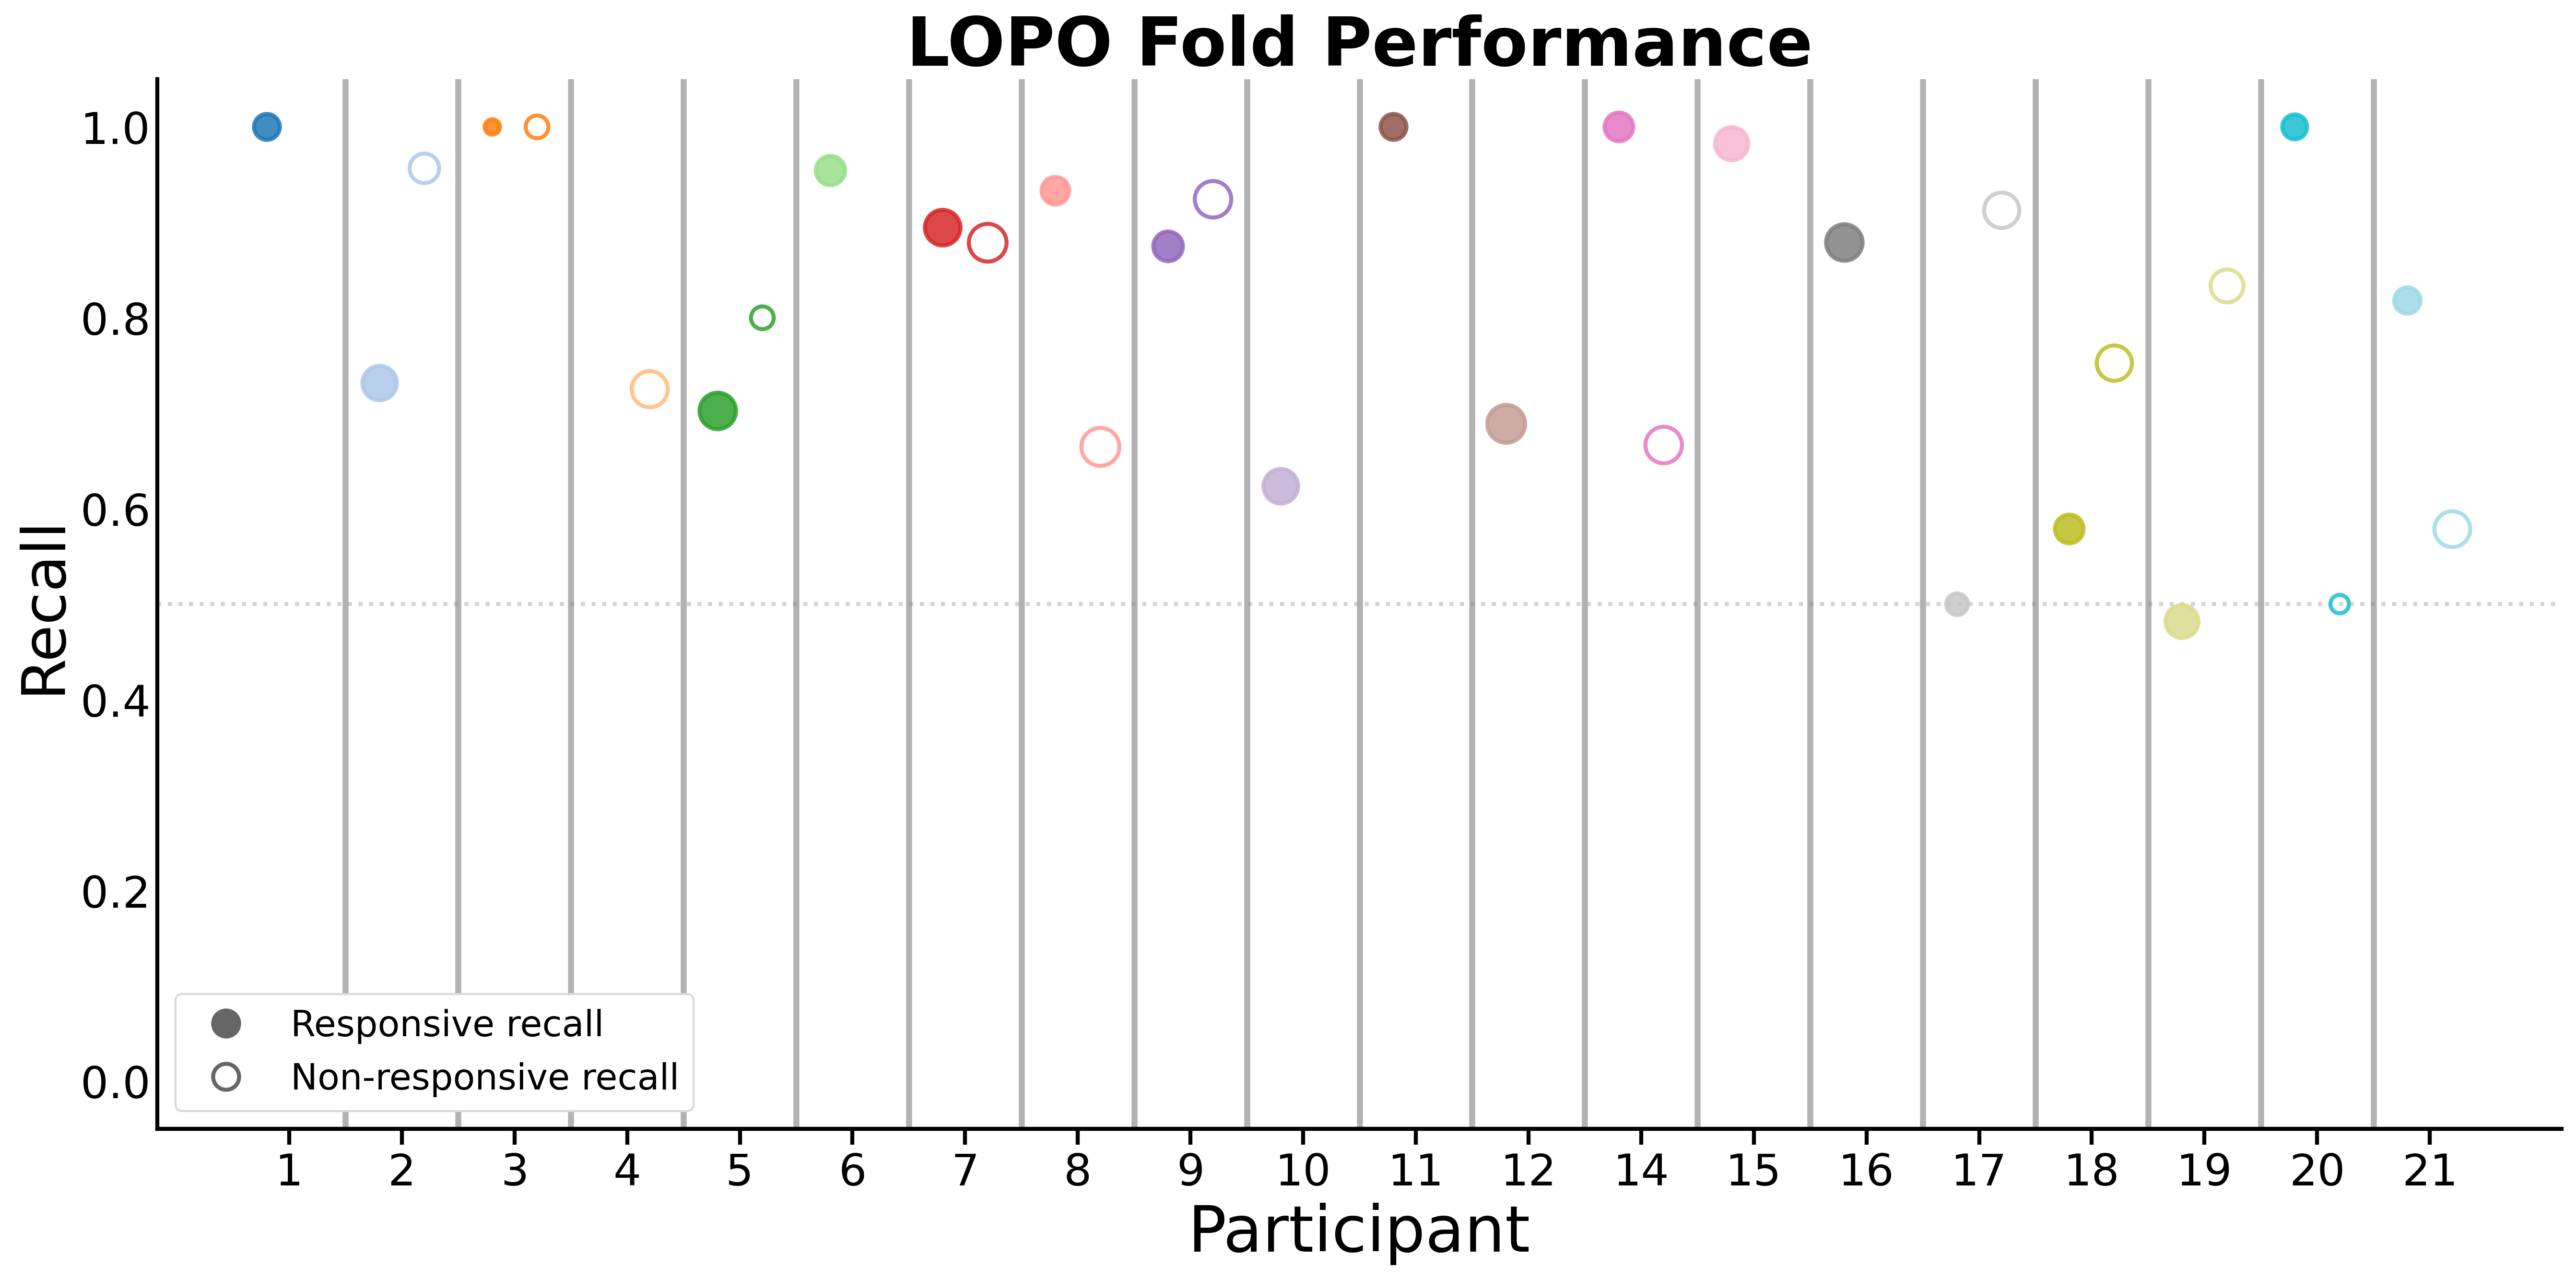 LOPO Fold Performance
Recall
1.0
0.8
0.6
0.4
0.2
0.0
Responsive recall
Non-responsive recall
1 2 3 4 5 6 7 8 9 10 11 12 14 15 16 17 18 19 20 21
Participant